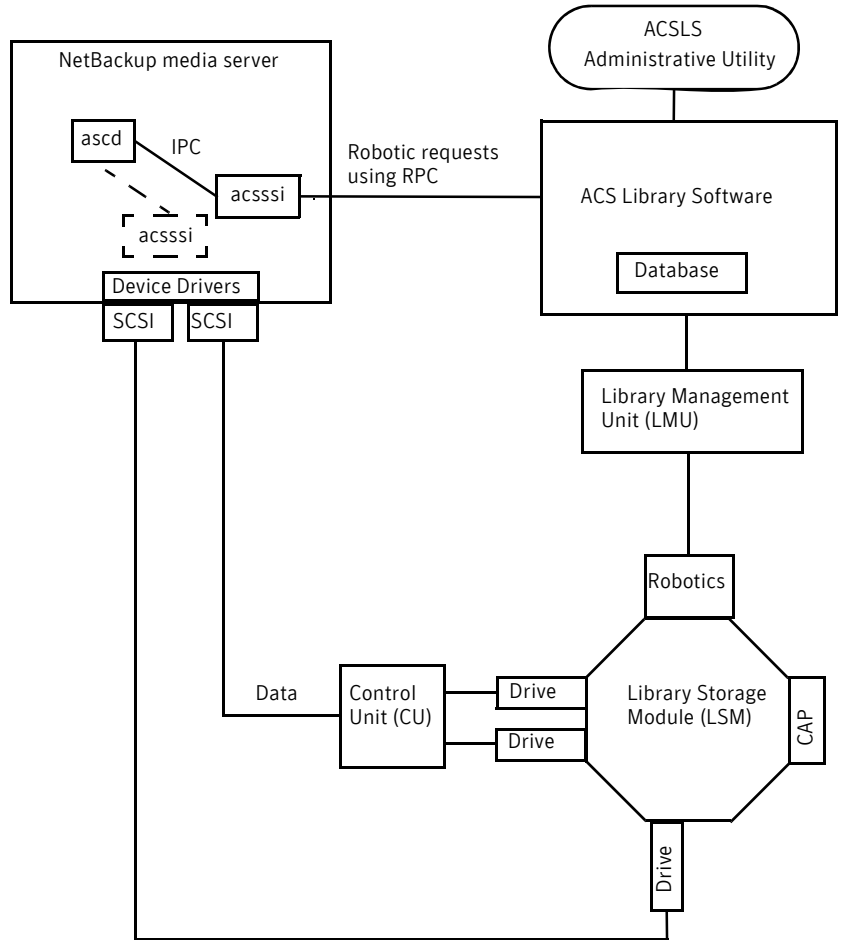 NetBackup media server
ascd
IPC
acsssi
acsssi
Device Drivers
SCSI
SCSI
Robotic requests
using RPC
ACSLS
Administrative Utility
ACS Library Software
Database
Library Management
Unit (LMU)
Robotics
Data
Control
Unit (CU)
Drive
Drive
Library Storage
Module (LSM)
CAP
Drive